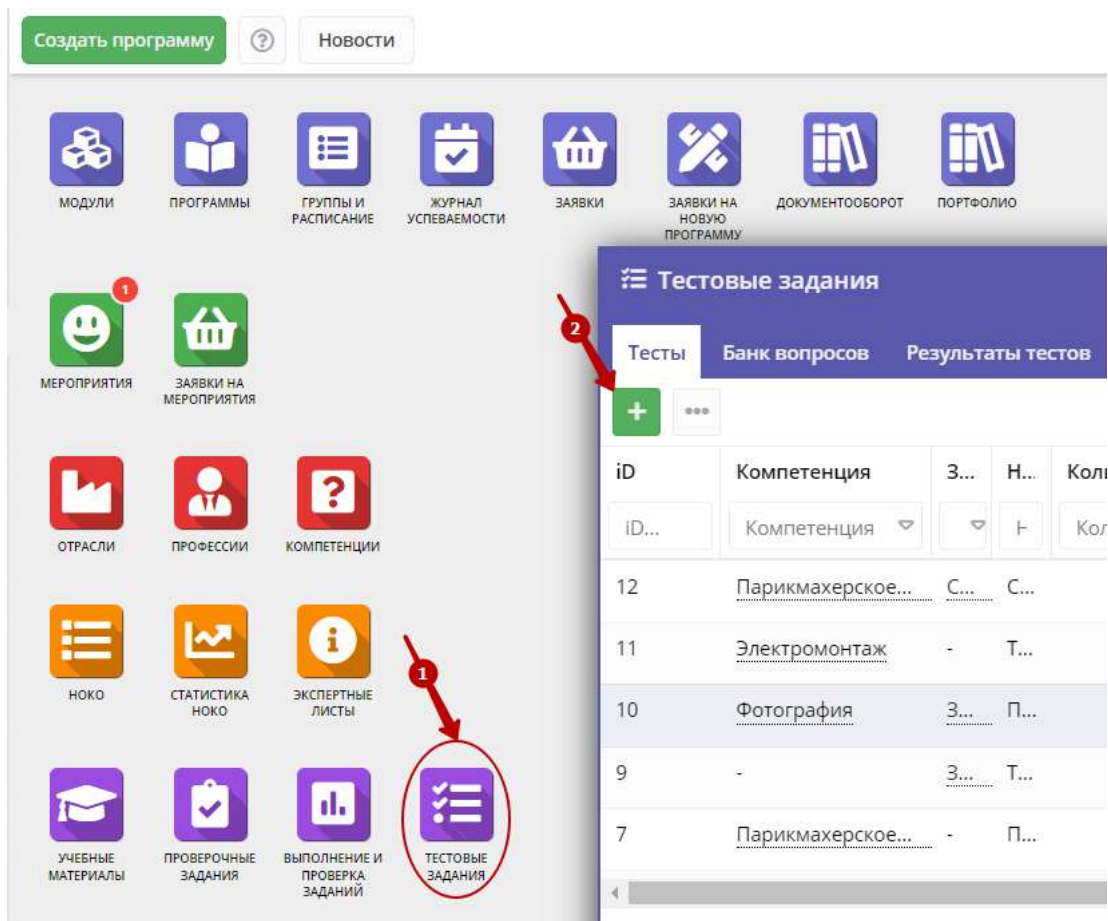 Создать программу
Новости
МОДУЛИ
ПРОГРАММЫ
ГРУППЫ И
РАСПИСАНИЕ
ЖУРНАЛ
УСПЕВАЕМОСТИ
ЗАЯВКИ
ЗАЯВКИ НА
НОВУЮ
ПРОГРАММУ
ДОКУМЕНТООБОРОТ
ПОРТФОЛИО
1
МЕРОПРИЯТИЯ
ЗАЯВКИ НА
МЕРОПРИЯТИЯ
ОТРАСЛИ
ПРОФЕССИИ
КОМПЕТЕНЦИИ
НОКО
СТАТИСТИКА
НОКО
ЭКСПЕРТНЫЕ
ЛИСТЫ
1
УЧЕБНЫЕ
МАТЕРИАЛЫ
ПРОВЕРОЧНЫЕ
ЗАДАНИЯ
ВЫПОЛНЕНИЕ И
ПРОВЕРКА
ЗАДАНИЙ
ТЕСТОВЫЕ
ЗАДАНИЯ
Тестовые задания
2
Тесты Банк вопросов Результаты тестов
iD Компетенция З... Н... Кол
iD... Компетенция Кол
12 Парикмахерское... С... С...
11 Электромонтаж - Т...
10 Фотография З... П...
9 - З... Т...
7 Парикмахерское... - П...